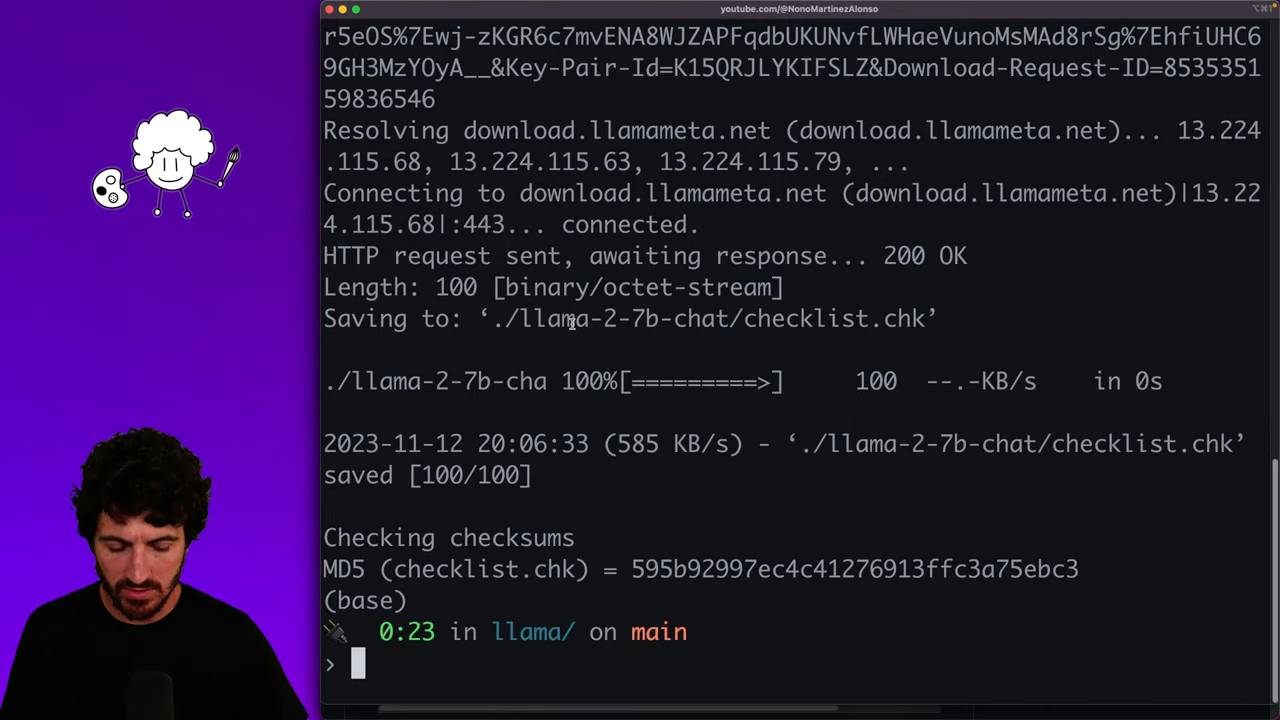 youtube.com/@NonoMartinezAlonso
⌥⌘1
r5eOS%7Ewj-zKGR6c7mvENA8WJZAPFqdbUKUNvfLWHaeVunoMsMAd8rSg%7EhfiUHC6
9GH3MzYOyA__&Key-Pair-Id=K15QRJLYKIFSLZ&Download-Request-ID=8535351
59836546
Resolving download.llamameta.net (download.llamameta.net)... 13.224
.115.68, 13.224.115.63, 13.224.115.79, ...
Connecting to download.llamameta.net (download.llamameta.net)|13.22
4.115.68|:443... connected.
HTTP request sent, awaiting response... 200 OK
Length: 100 [binary/octet-stream]
Saving to: ‘./llama-2-7b-chat/checklist.chk’
./llama-2-7b-cha 100%[=========>] 100 --.-KB/s in 0s
2023-11-12 20:06:33 (585 KB/s) - ‘./llama-2-7b-chat/checklist.chk’
saved [100/100]
Checking checksums
MD5 (checklist.chk) = 595b92997ec4c41276913ffc3a75ebc3
(base)
🔌 0:23 in llama/ on main
›